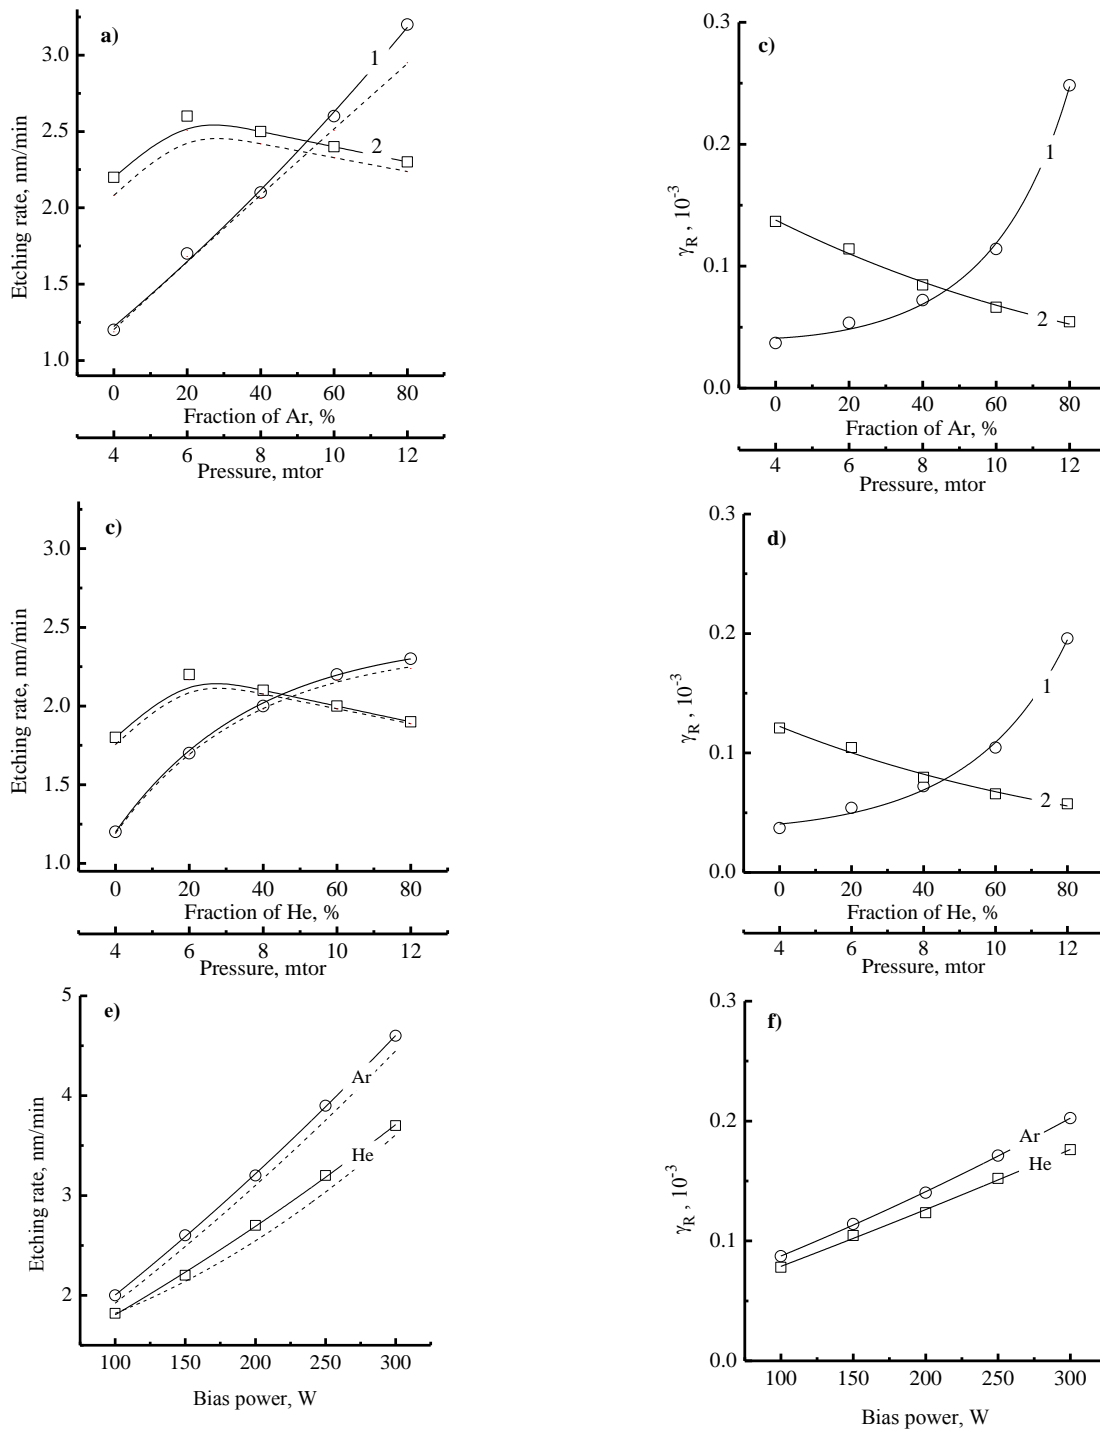 a)
3.0
2.5
2.0
1.5
1.0
Etching rate, nm/min
1
2
0 20 40 60 80
Fraction of Ar, %
4 6 8 10 12
Pressure, mtor
c)
0.3
0.2
0.1
0.0
γR , 10-3
1
2
0 20 40 60 80
Fraction of Ar, %
4 6 8 10 12
Pressure, mtor
c)
3.0
2.5
2.0
1.5
1.0
Etching rate, nm/min
0 20 40 60 80
Fraction of He, %
4 6 8 10 12
Pressure, mtor
d)
0.3
0.2
0.1
0.0
γR , 10-3
1
2
0 20 40 60 80
Fraction of He, %
4 6 8 10 12
Pressure, mtor
e)
5
4
3
2
Etching rate, nm/min
Ar
He
100 150 200 250 300
Bias power, W
f)
0.3
0.2
0.1
0.0
γR , 10-3
Ar
He
100 150 200 250 300
Bias power, W